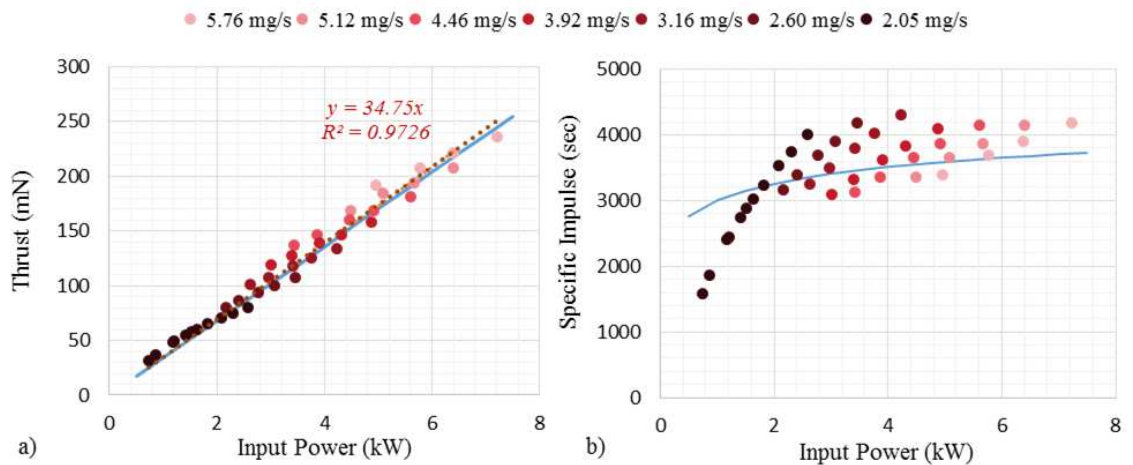 5.76 mg/s 5.12 mg/s 4.46 mg/s 3.92 mg/s 3.16 mg/s 2.60 mg/s 2.05 mg/s
300
250
200
150
100
50
0
Thrust (mN)
y = 34.75x
R² = 0.9726
0 2 4 6 8
Input Power (kW)
a)
5000
4000
3000
2000
1000
0
Specific Impulse (sec)
0 2 4 6 8
Input Power (kW)
b)